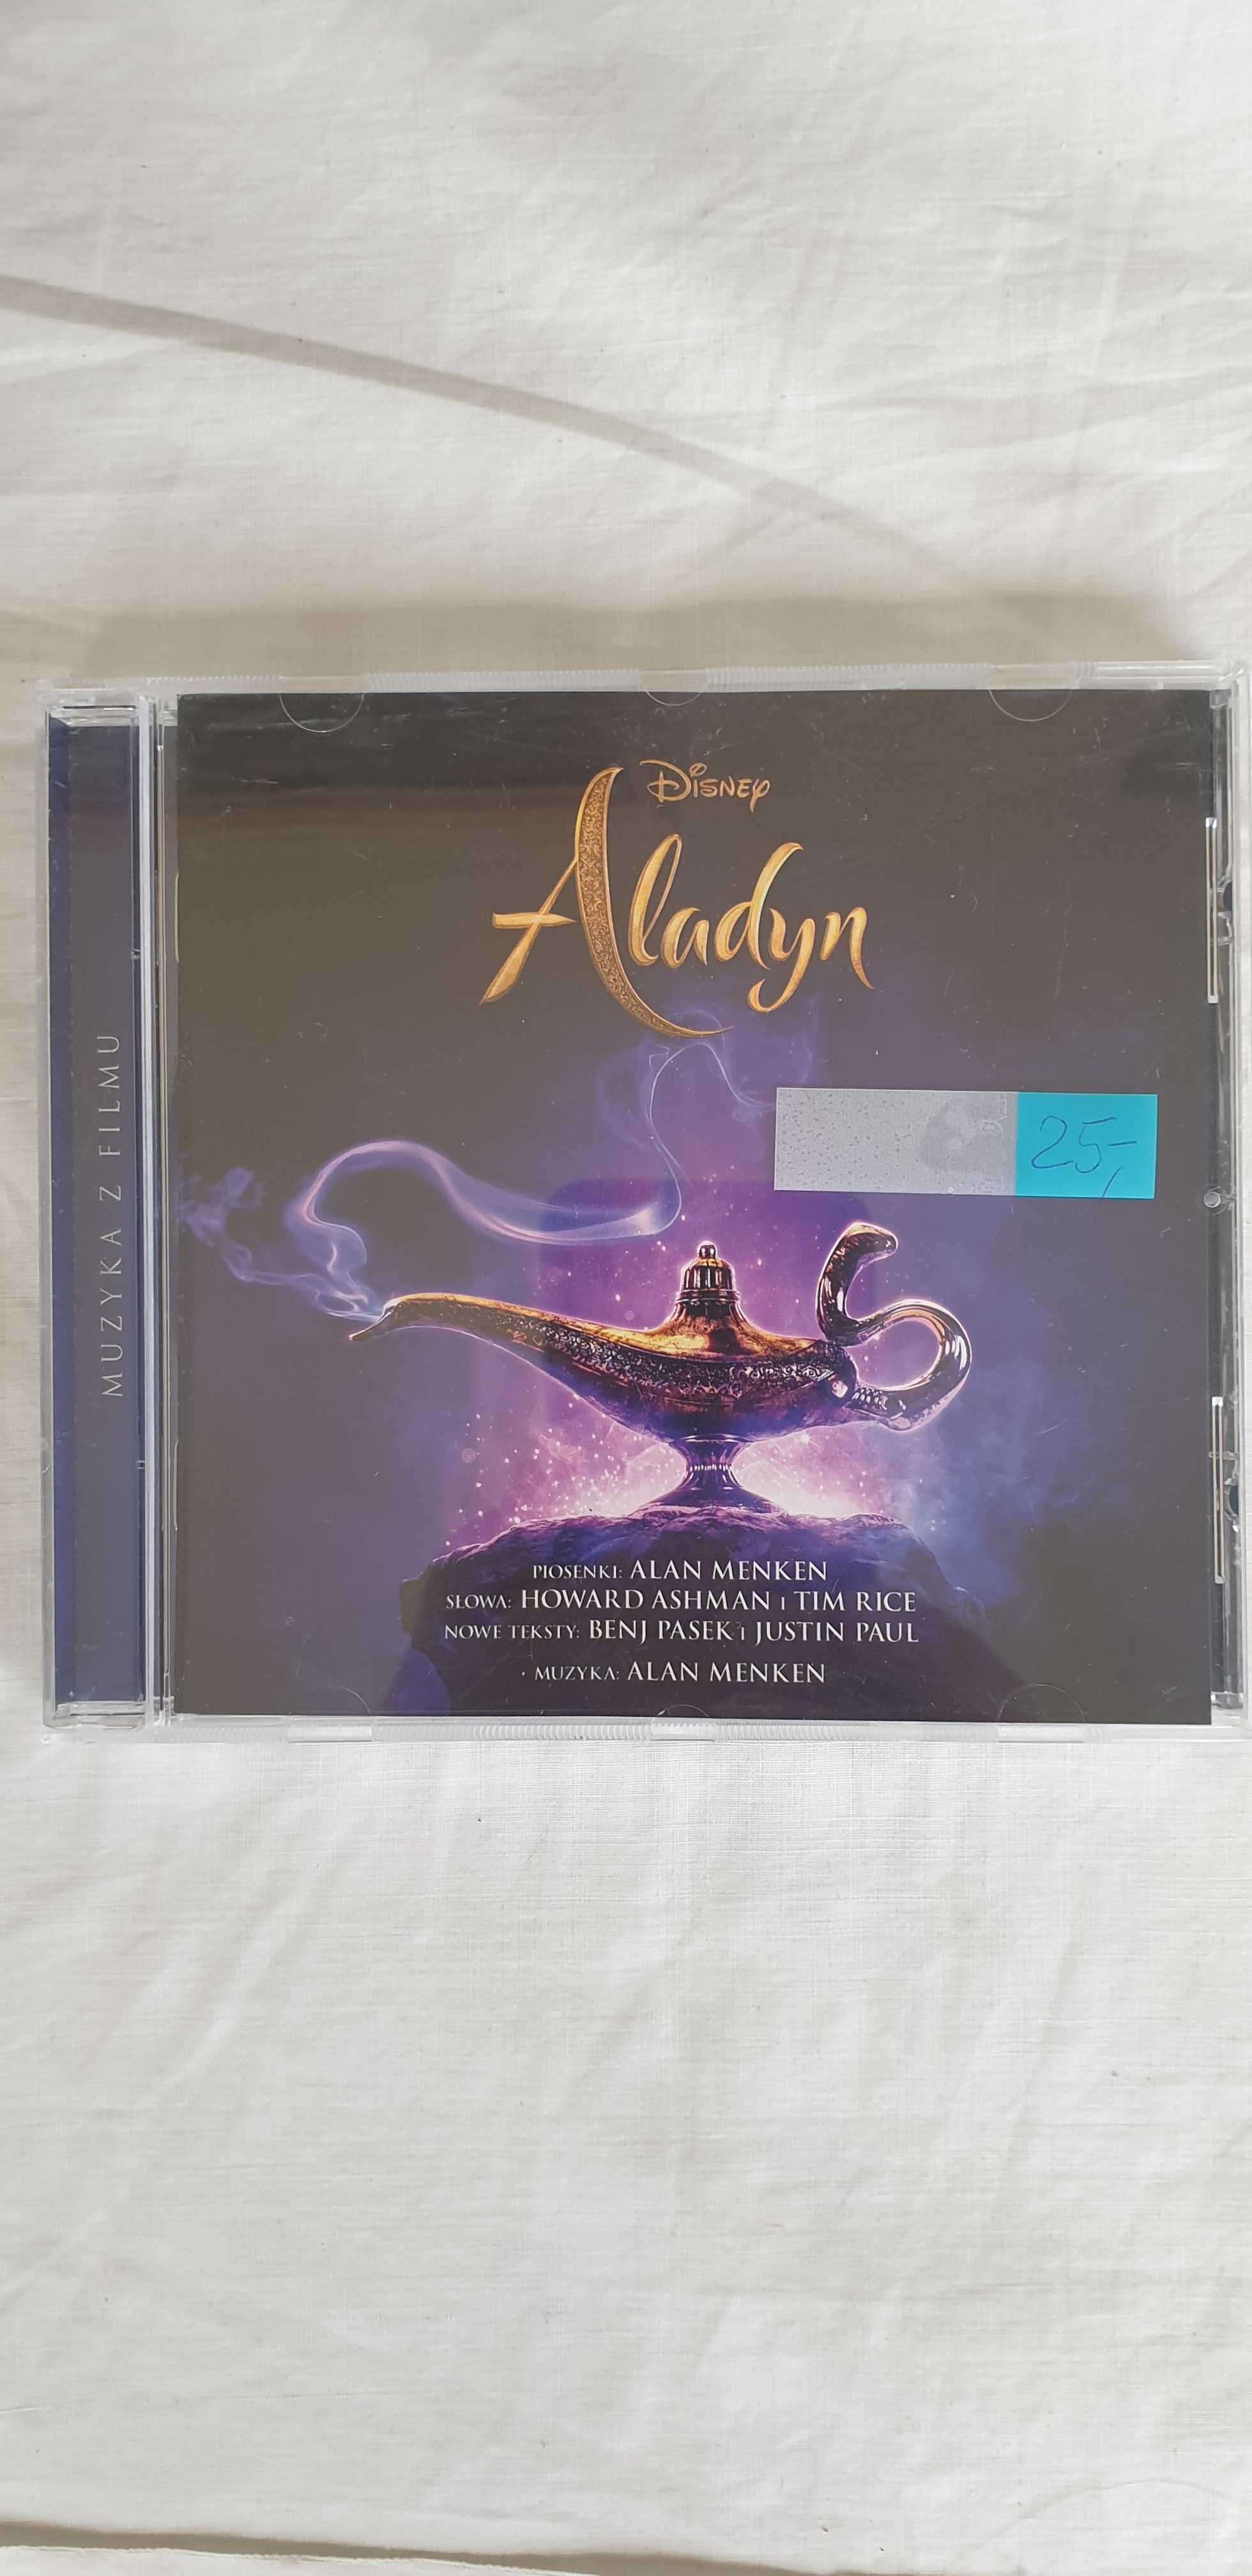 MUZYKA Z FILMU
DISNEY
Aladyn
25,-
PIOSENKI: ALAN MENKEN
SŁOWA: HOWARD ASHMAN I TIM RICE
NOWE TEKSTY: BENJ PASEK I JUSTIN PAUL
MUZYKA: ALAN MENKEN